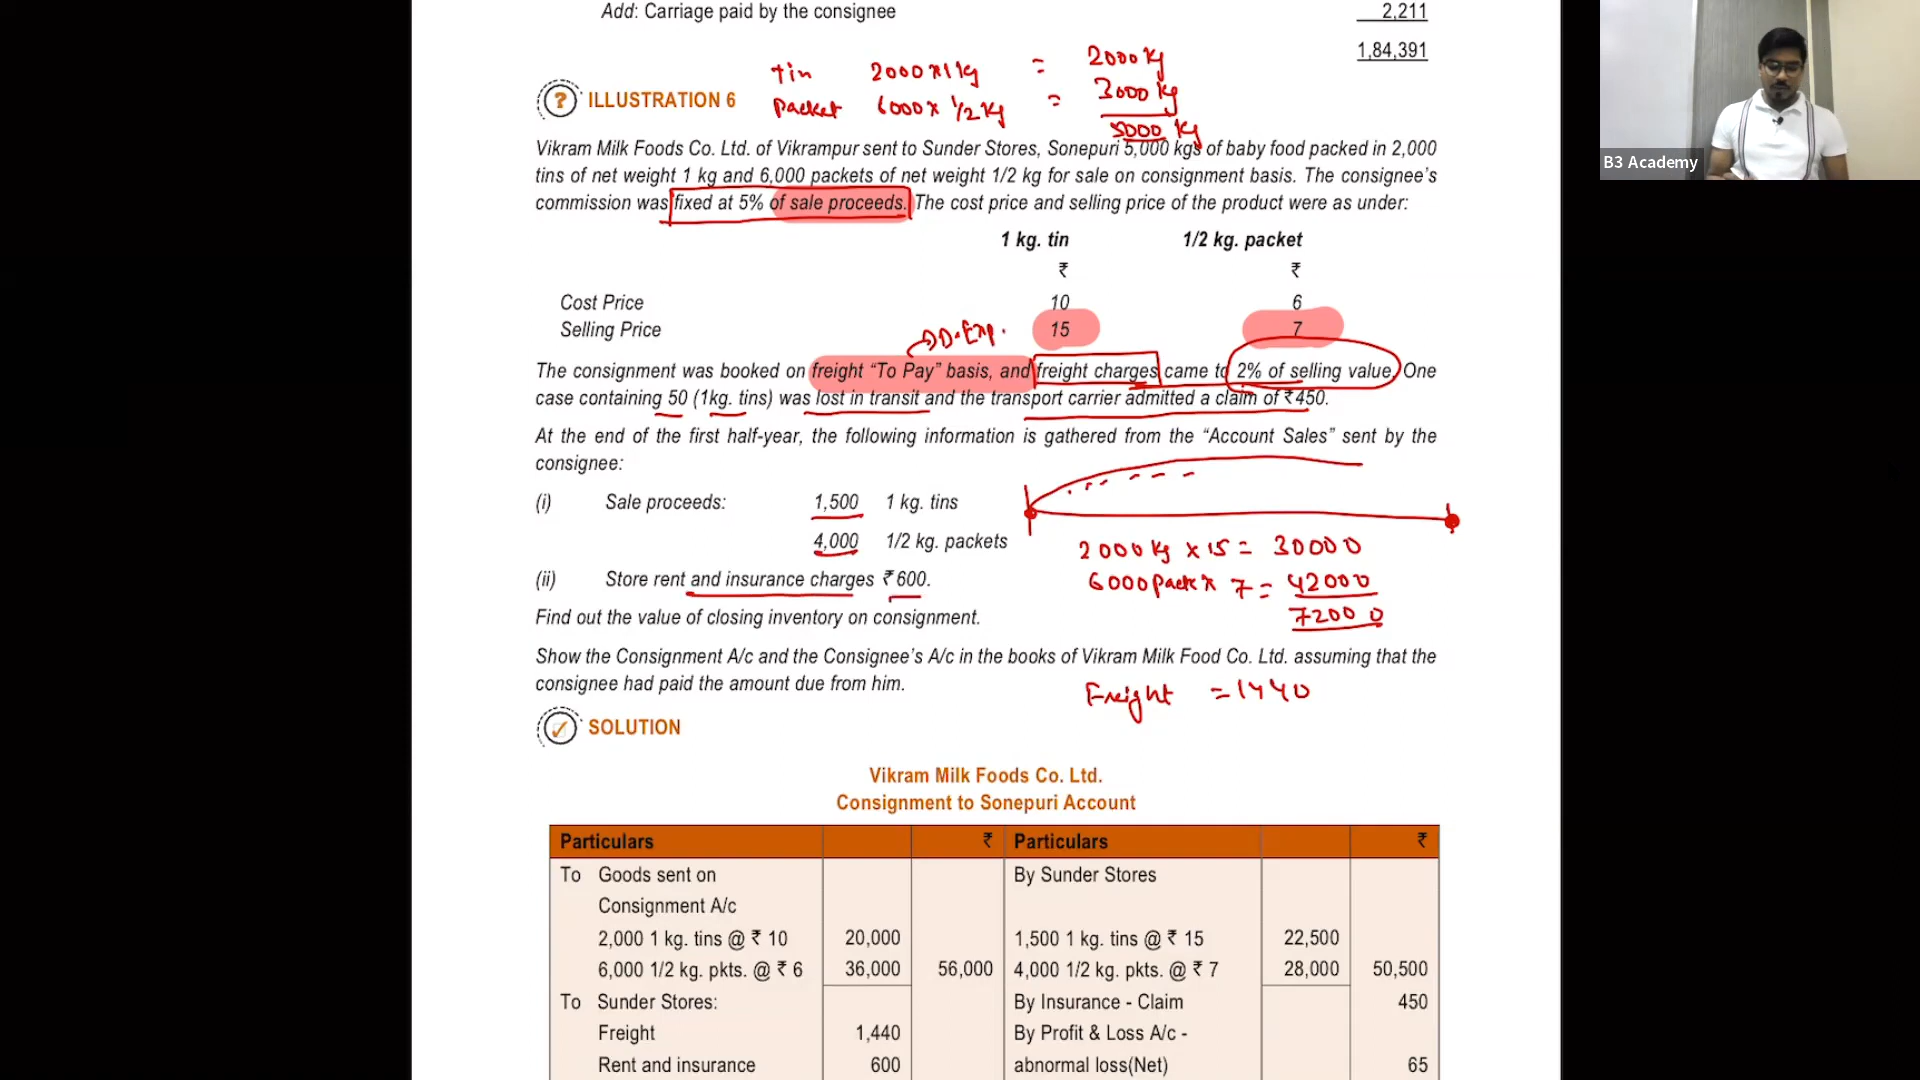 Add: Carriage paid by the consignee 2,211
1,84,391
tin 2000x1kg = 2000 kg
Packet 6000 x 1/2 kg = 3000 kg
5000 kg
? ILLUSTRATION 6
B3 Academy
Vikram Milk Foods Co. Ltd. of Vikrampur sent to Sunder Stores, Sonepuri 5,000 kgs of baby food packed in 2,000
tins of net weight 1 kg and 6,000 packets of net weight 1/2 kg for sale on consignment basis. The consignee's
commission was fixed at 5% of sale proceeds. The cost price and selling price of the product were as under:
1 kg. tin 1/2 kg. packet
₹ ₹
Cost Price 10 6
Selling Price 15 7
D.Exp.
The consignment was booked on freight “To Pay” basis, and freight charges came to 2% of selling value. One
case containing 50 (1kg. tins) was lost in transit and the transport carrier admitted a claim of ₹ 450.
At the end of the first half-year, the following information is gathered from the “Account Sales” sent by the
consignee:
(i) Sale proceeds: 1,500 1 kg. tins
4,000 1/2 kg. packets
2000 kg x 15 = 30000
(ii) Store rent and insurance charges ₹ 600.
6000 Pack x 7 = 42000
72000
Find out the value of closing inventory on consignment.
Show the Consignment A/c and the Consignee's A/c in the books of Vikram Milk Food Co. Ltd. assuming that the
consignee had paid the amount due from him.
Freight = 1440
SOLUTION
Vikram Milk Foods Co. Ltd.
Consignment to Sonepuri Account
Particulars ₹ Particulars ₹
To Goods sent on By Sunder Stores
Consignment A/c
2,000 1 kg. tins @ ₹ 10 20,000 1,500 1 kg. tins @ ₹ 15 22,500
6,000 1/2 kg. pkts. @ ₹ 6 36,000 56,000 4,000 1/2 kg. pkts. @ ₹ 7 28,000 50,500
To Sunder Stores: By Insurance - Claim 450
Freight 1,440 By Profit & Loss A/c -
Rent and insurance 600 abnormal loss(Net) 65